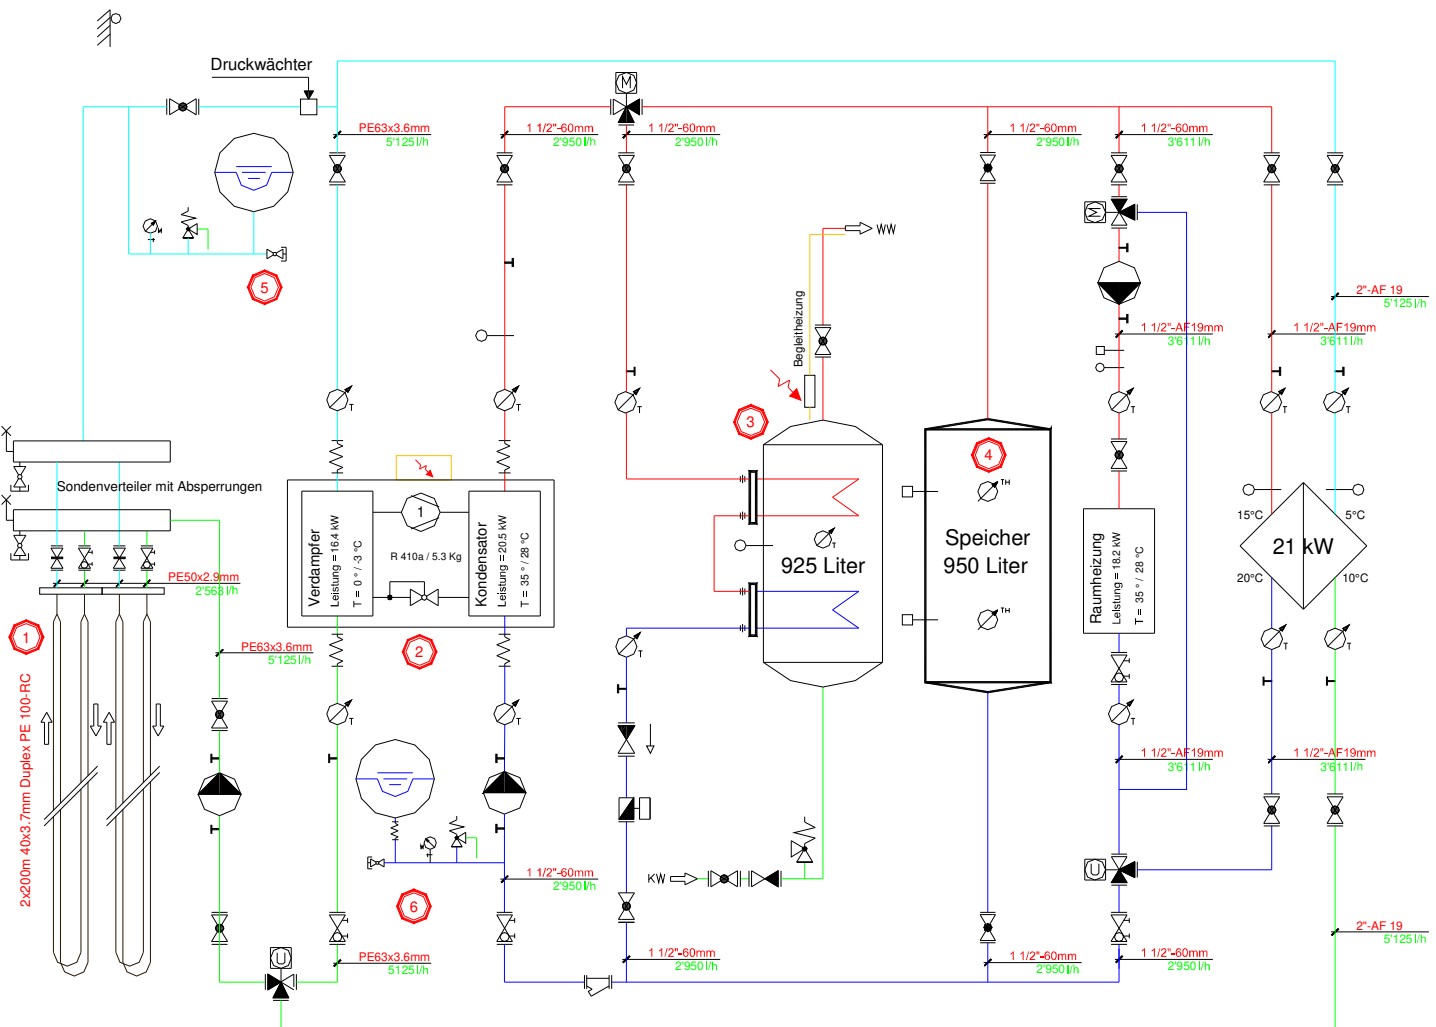 Druckwächter
PE63x3.6mm
5'125 l/h
1 1/2"-60mm
2'950 l/h
1 1/2"-60mm
2'950 l/h
1 1/2"-60mm
2'950 l/h
1 1/2"-60mm
3'611 l/h
M
M
WW
5
2"-AF 19
5'125 l/h
Begleitheizung
1 1/2"-AF19mm
3'611 l/h
1 1/2"-AF19mm
3'611 l/h
T
T
T
T
T
T
3
4
Sondenverteiler mit Absperrungen
Verdampfer
Leistung = 16.4 kW
T = 0 ° / -3 °C
1
R 410a / 5.3 Kg
Kondensator
Leistung = 20.5 kW
T = 35 ° / 28 °C
2
T
925 Liter
TH
Speicher
950 Liter
TH
Raumheizung
Leistung = 18.2 kW
T = 35 ° / 28 °C
15°C
5°C
21 kW
20°C
10°C
PE50x2.9mm
2'563 l/h
1
2x200m 40x3.7mm Duplex PE 100-RC
PE63x3.6mm
5'125 l/h
T
T
T
T
T
T
1 1/2"-AF19mm
3'611 l/h
1 1/2"-AF19mm
3'611 l/h
1 1/2"-60mm
2'950 l/h
KW
U
6
2"-AF 19
5'125 l/h
U
PE63x3.6mm
5125 l/h
1 1/2"-60mm
2'950 l/h
1 1/2"-60mm
2'950 l/h
1 1/2"-60mm
2'950 l/h